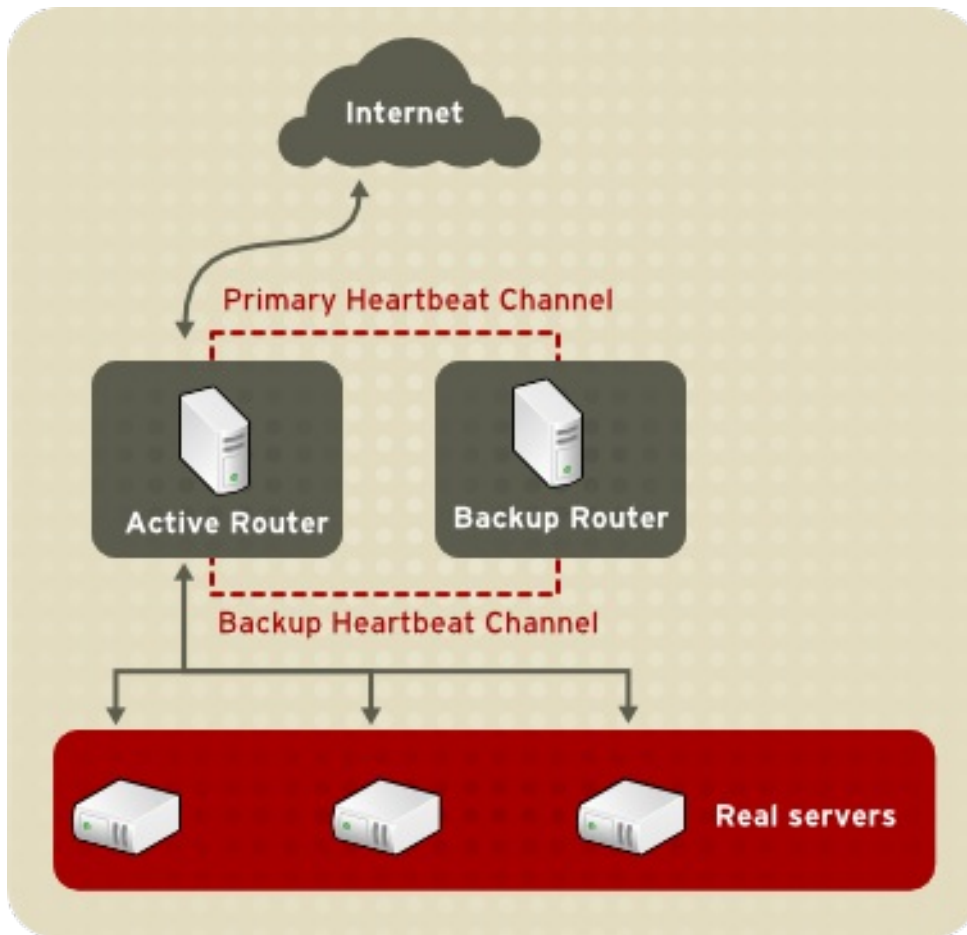 Internet
Primary Heartbeat Channel
Active Router
Backup Router
Backup Heartbeat Channel
Real servers